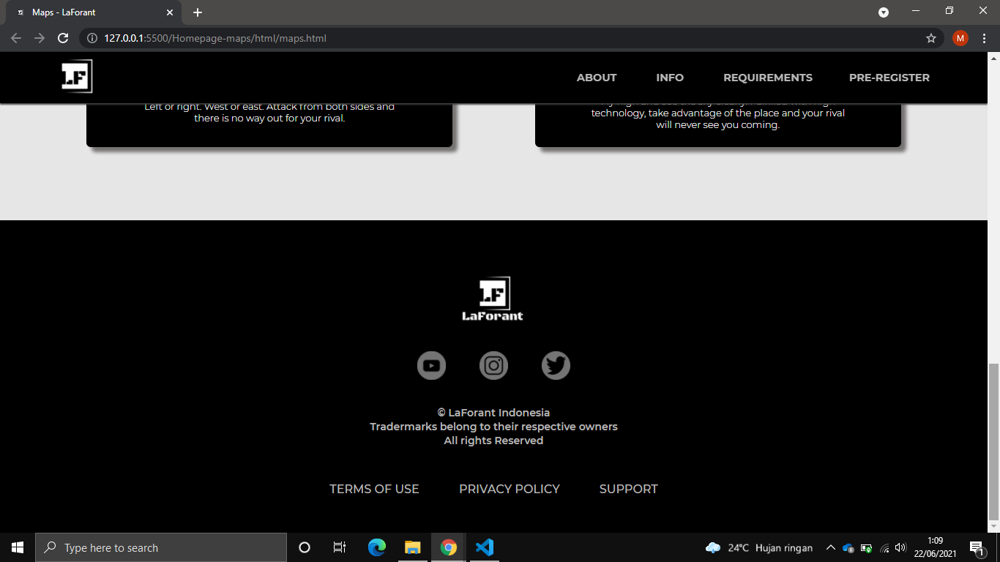 Maps - LaForant
127.0.0.1:5500/Homepage-maps/html/maps.html
M
LF
ABOUT
INFO
REQUIREMENTS
PRE-REGISTER
Left or right. West or east. Attack from both sides and
there is no way out for your rival.
technology, take advantage of the place and your rival
will never see you coming.
LF
LaForant
© LaForant Indonesia
Tradermarks belong to their respective owners
All rights Reserved
TERMS OF USE
PRIVACY POLICY
SUPPORT
Type here to search
24°C Hujan ringan
1:09
22/06/2021
1